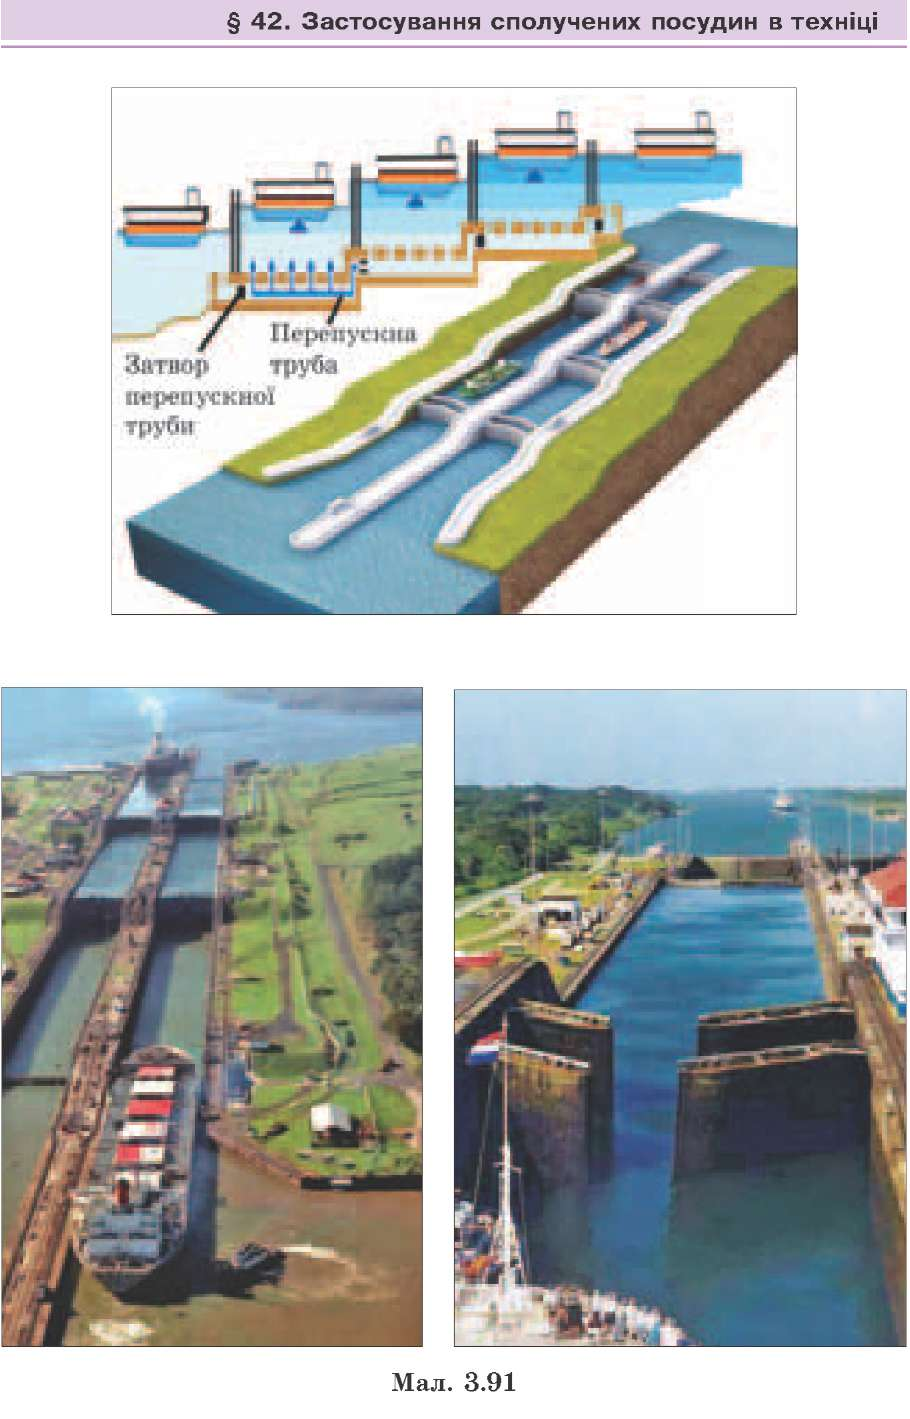 § 42. Застосування сполучених посудин в техніці
Перепускна
труба
Затвор
перепускної
труби
Мал. 3.91